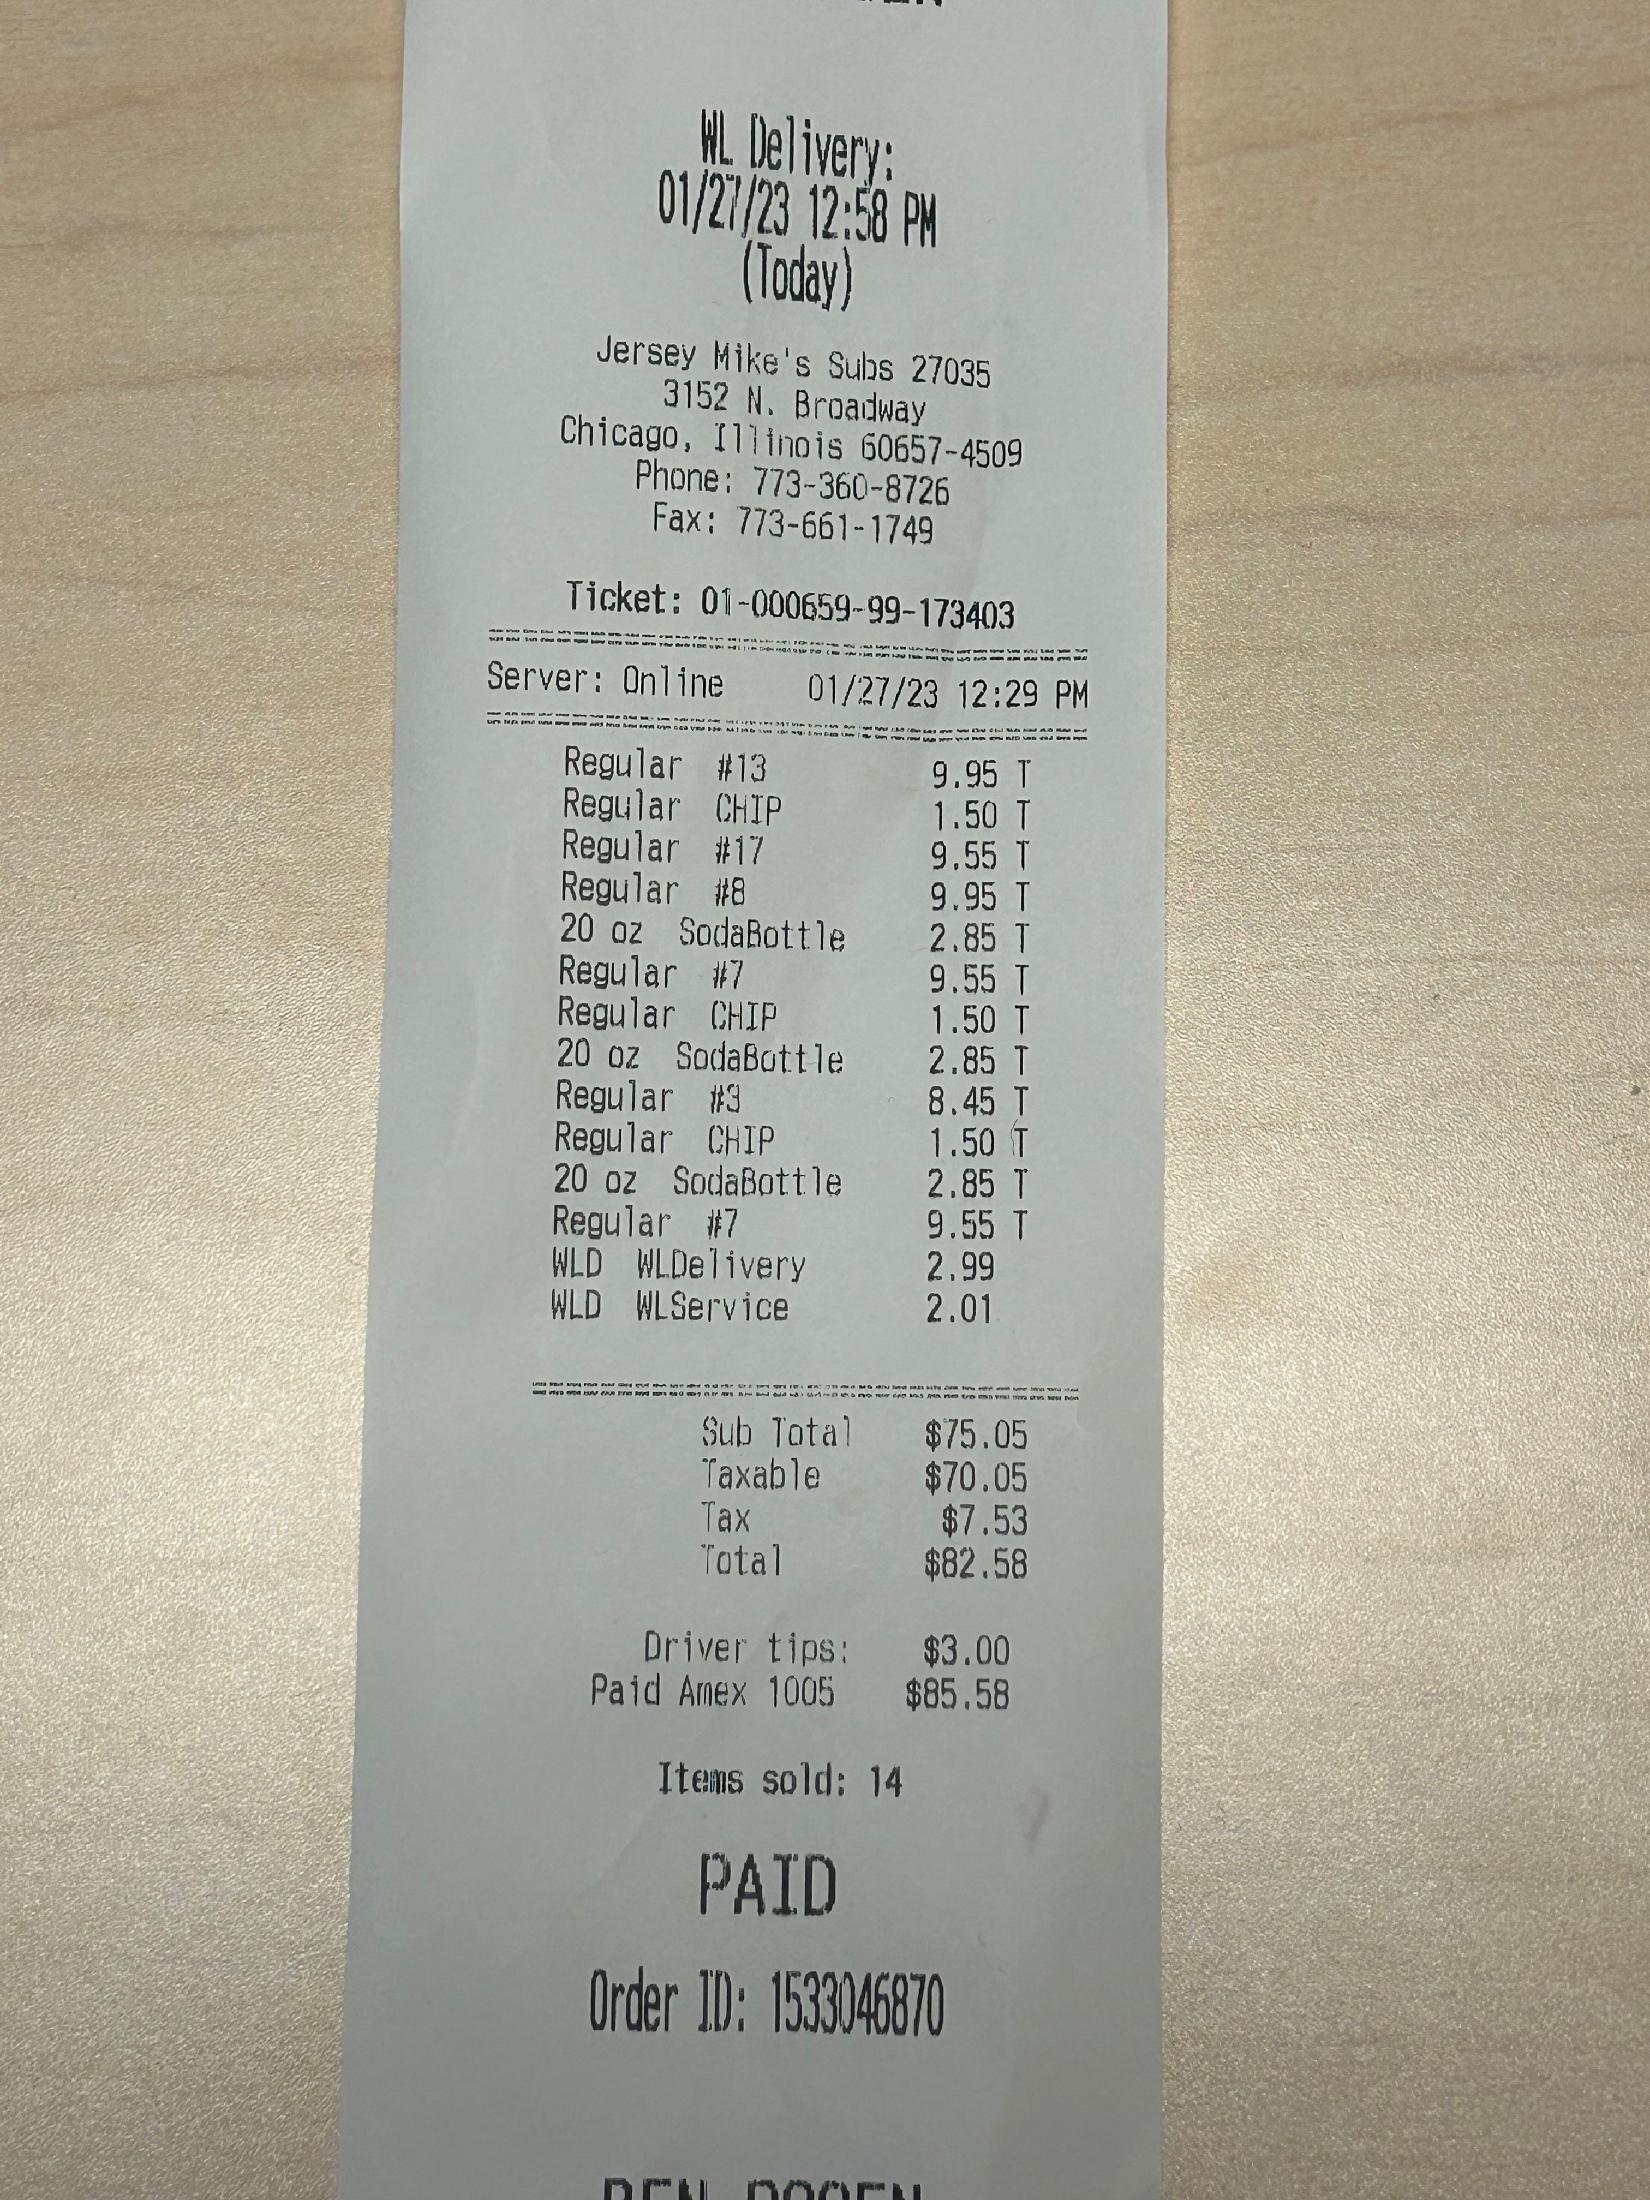 WL Delivery:
01/27/23 12:58 PM
(Today)
Jersey Mike's Subs 27035
3152 N. Broadway
Chicago, Illinois 60657-4509
Phone: 773-360-8726
Fax: 773-661-1749
Ticket: 01-000659-99-173403
Server: Online 01/27/23 12:29 PM
Regular #13 9.95 T
Regular CHIP 1.50 T
Regular #17 9.55 T
Regular #8 9.95 T
20 oz SodaBottle 2.85 T
Regular #7 9.55 T
Regular CHIP 1.50 T
20 oz SodaBottle 2.85 T
Regular #3 8.45 T
Regular CHIP 1.50 T
20 oz SodaBottle 2.85 T
Regular #7 9.55 T
WLD WLDelivery 2.99
WLD WLService 2.01
Sub Total $75.05
Taxable $70.05
Tax $7.53
Total $82.58
Driver tips: $3.00
Paid Amex 1005 $85.58
Items sold: 14
PAID
Order ID: 1533046870